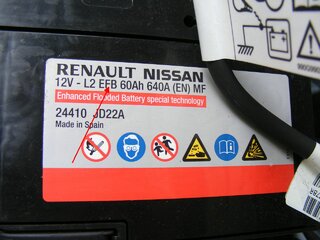 RENAULT NISSAN
12V - L2 EFB 60Ah 640A (EN) MF
Enhanced Flooded Battery special technology
24410 JD22A
Made in Spain